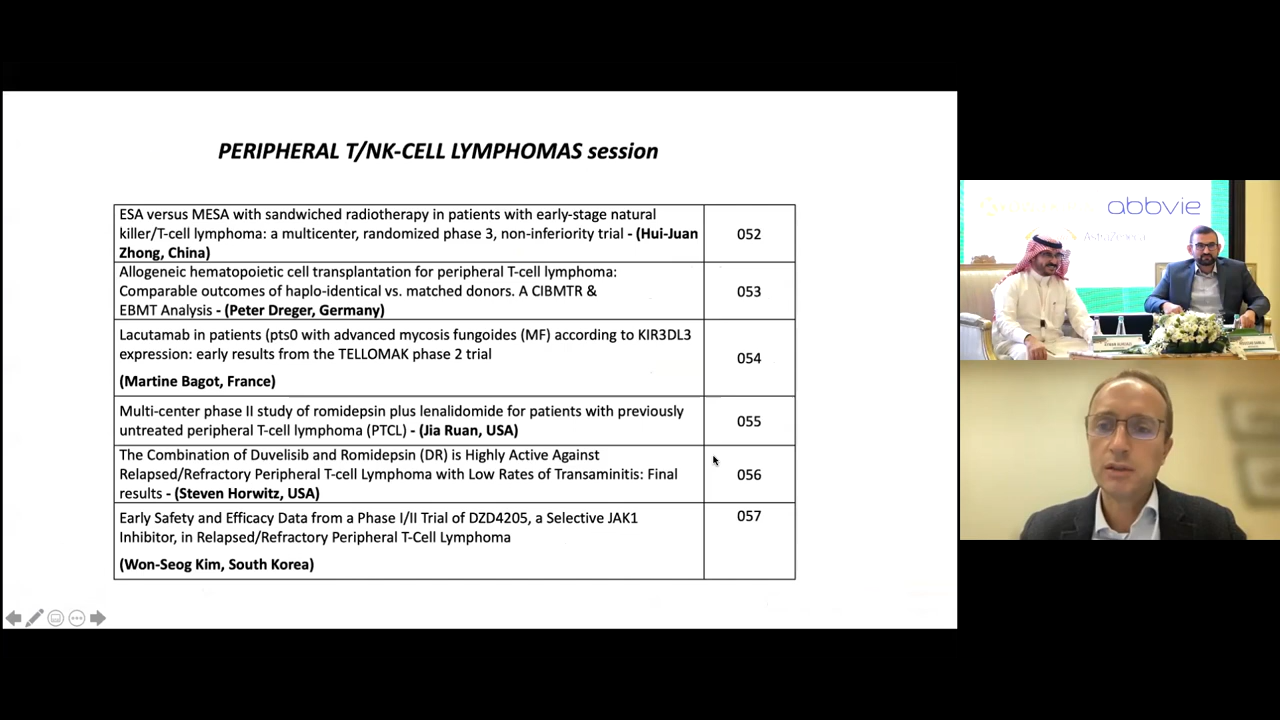 PERIPHERAL T/NK-CELL LYMPHOMAS session
ESA versus MESA with sandwiched radiotherapy in patients with early-stage natural
killer/T-cell lymphoma: a multicenter, randomized phase 3, non-inferiority trial - (Hui-Juan
Zhong, China)
052
Allogeneic hematopoietic cell transplantation for peripheral T-cell lymphoma:
Comparable outcomes of haplo-identical vs. matched donors. A CIBMTR &
EBMT Analysis - (Peter Dreger, Germany)
053
Lacutamab in patients (pts0 with advanced mycosis fungoides (MF) according to KIR3DL3
expression: early results from the TELLOMAK phase 2 trial
(Martine Bagot, France)
054
Multi-center phase II study of romidepsin plus lenalidomide for patients with previously
untreated peripheral T-cell lymphoma (PTCL) - (Jia Ruan, USA)
055
The Combination of Duvelisib and Romidepsin (DR) is Highly Active Against
Relapsed/Refractory Peripheral T-cell Lymphoma with Low Rates of Transaminitis: Final
results - (Steven Horwitz, USA)
056
Early Safety and Efficacy Data from a Phase I/II Trial of DZD4205, a Selective JAK1
Inhibitor, in Relapsed/Refractory Peripheral T-Cell Lymphoma
(Won-Seog Kim, South Korea)
057
abbvie
AstraZeneca